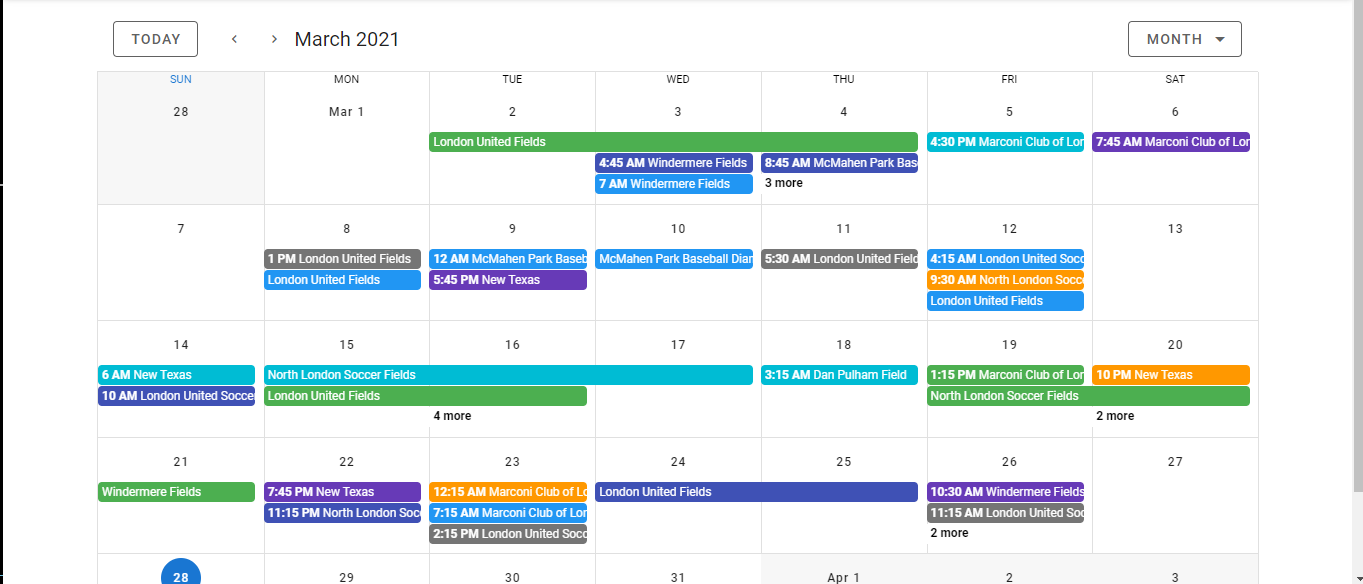 TODAY
March 2021
MONTH
SUN MON TUE WED THU FRI SAT
28 Mar 1 2 3 4 5 6
London United Fields
4:30 PM Marconi Club of Lor
7:45 AM Marconi Club of Lon
4:45 AM Windermere Fields
8:45 AM McMahen Park Bas
7 AM Windermere Fields
3 more
7 8 9 10 11 12 13
1 PM London United Fields
12 AM McMahen Park Baseb
McMahen Park Baseball Diar
5:30 AM London United Field
4:15 AM London United Socc
London United Fields
5:45 PM New Texas
9:30 AM North London Socc
London United Fields
14 15 16 17 18 19 20
6 AM New Texas
North London Soccer Fields
3:15 AM Dan Pulham Field
1:15 PM Marconi Club of Lor
10 PM New Texas
10 AM London United Soccer
London United Fields
North London Soccer Fields
4 more
2 more
21 22 23 24 25 26 27
Windermere Fields
7:45 PM New Texas
12:15 AM Marconi Club of Lo
London United Fields
10:30 AM Windermere Fields
11:15 PM North London Soc
7:15 AM Marconi Club of Lor
11:15 AM London United Soc
2:15 PM London United Socc
2 more
28 29 30 31 Apr 1 2 3